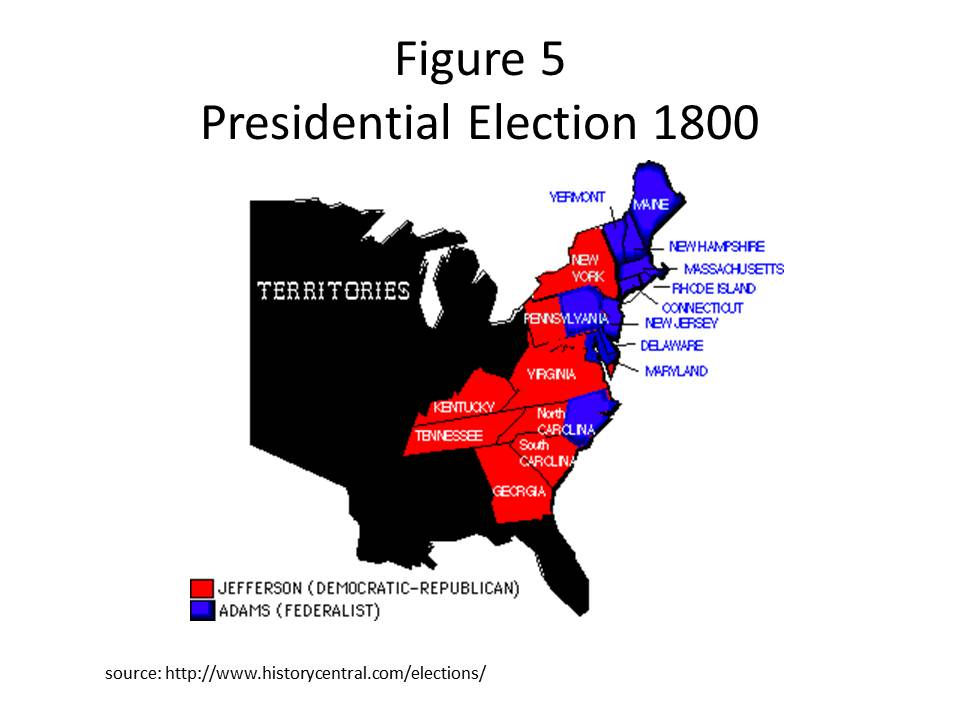 Figure 5
Presidential Election 1800
VERMONT
MAINE
NEW HAMPSHIRE
MASSACHUSETTS
RHODE ISLAND
CONNECTICUT
NEW JERSEY
DELAWARE
MARYLAND
NEW
YORK
TERRITORIES
PENNSYLVANIA
VIRGINIA
KENTUCKY
TENNESSEE
North
CAROLINA
South
CAROLINA
GEORGIA
JEFFERSON (DEMOCRATIC-REPUBLICAN)
ADAMS (FEDERALIST)
source: http://www.historycentral.com/elections/